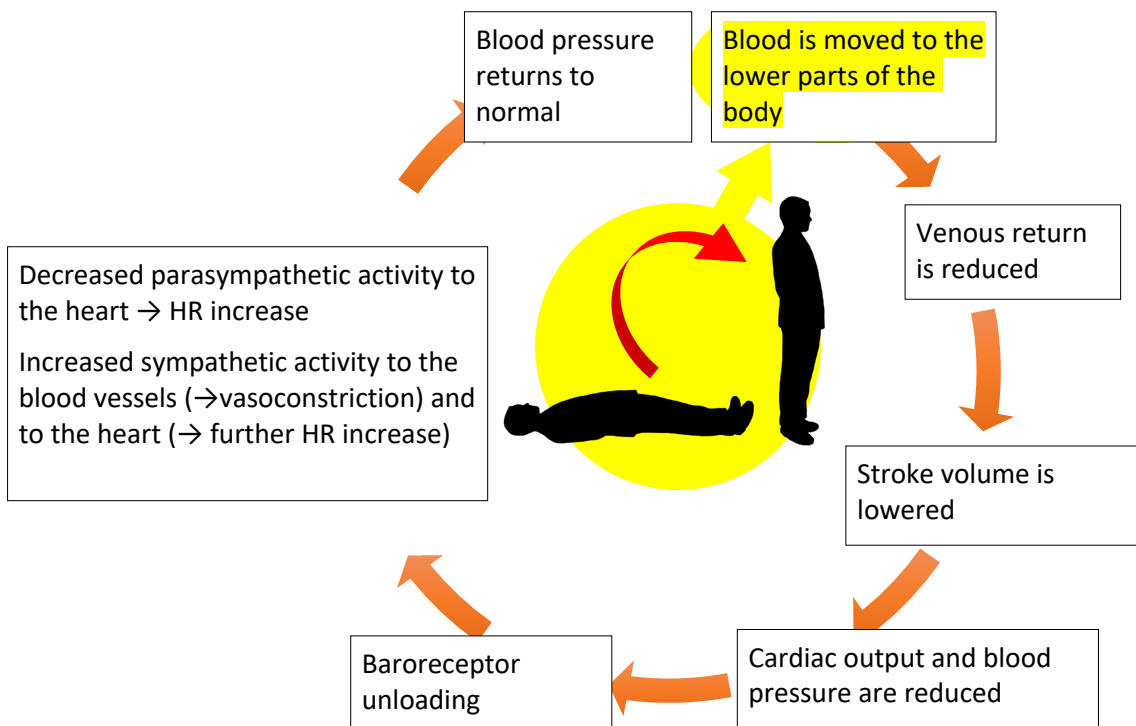 Blood pressure
returns to
normal
Blood is moved to the
lower parts of the
body
Venous return
is reduced
Stroke volume is
lowered
Cardiac output and blood
pressure are reduced
Baroreceptor
unloading
Decreased parasympathetic activity to
the heart → HR increase
Increased sympathetic activity to the
blood vessels (→vasoconstriction) and
to the heart (→ further HR increase)